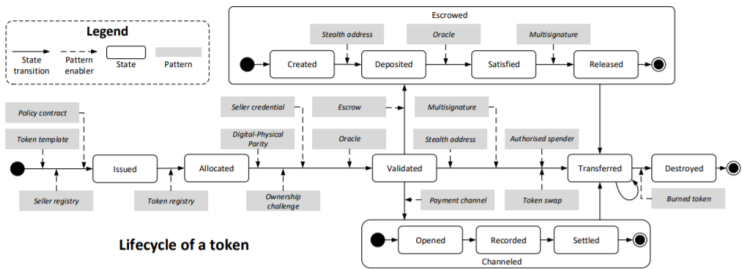 Legend
State
transition
Pattern
enabler
State
Pattern
Escrowed
Stealth address
Oracle
Multisignature
Created
Deposited
Satisfied
Released
Policy contract
Token template
Seller credential
Digital-Physical
Parity
Escrow
Oracle
Multisignature
Stealth address
Authorised spender
Issued
Allocated
Validated
Transferred
Destroyed
Seller registry
Token registry
Ownership
challenge
Payment channel
Token swap
Burned token
Lifecycle of a token
Opened
Recorded
Settled
Channeled